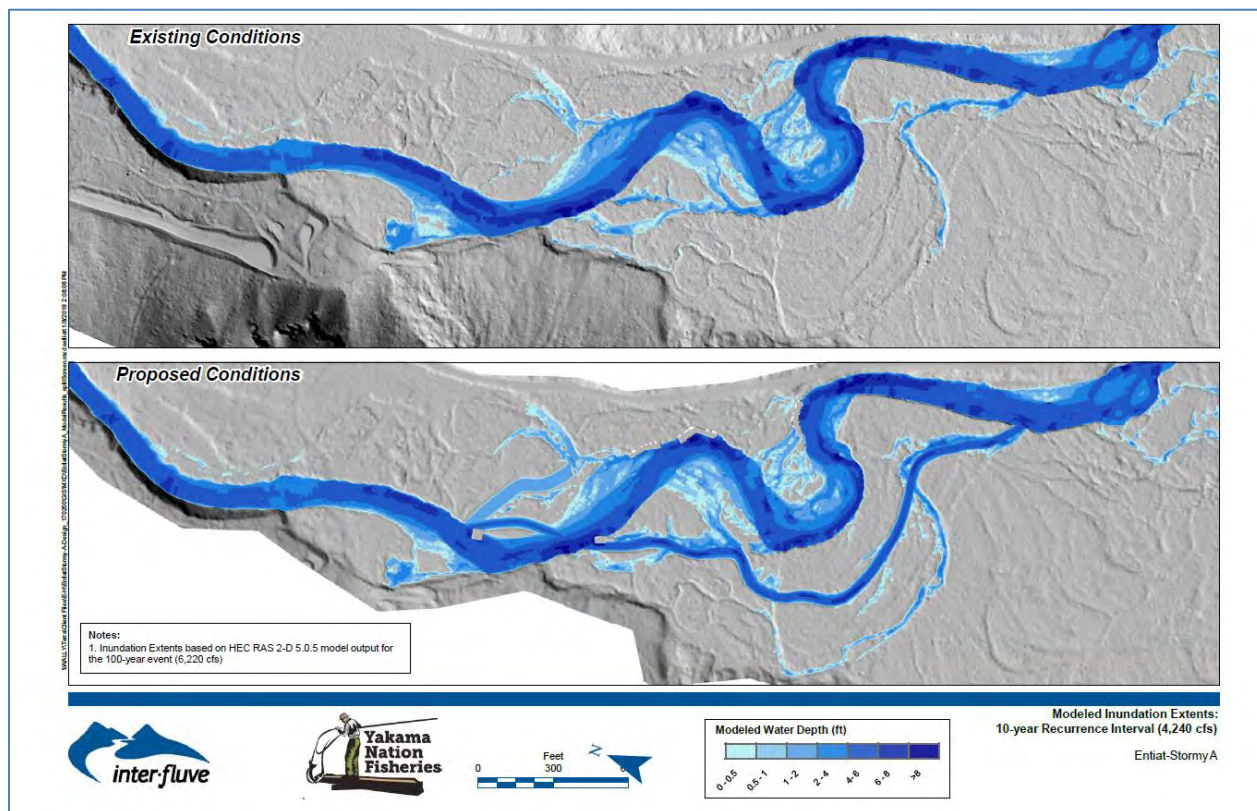 Existing Conditions
Proposed Conditions
Notes:
1. Inundation Extents based on HEC RAS 2-D 5.0.5 model output for
the 100-year event (6,220 cfs)
inter·fluve
Yakama
Nation
Fisheries
Feet
0 300
N
Modeled Water Depth (ft)
0 - 0.5 0.5 - 1 1 - 2 2 - 4 4-6 6 - 8 >8
Modeled Inundation Extents:
10-year Recurrence Interval (4,240 cfs)
Entiat-Stormy A